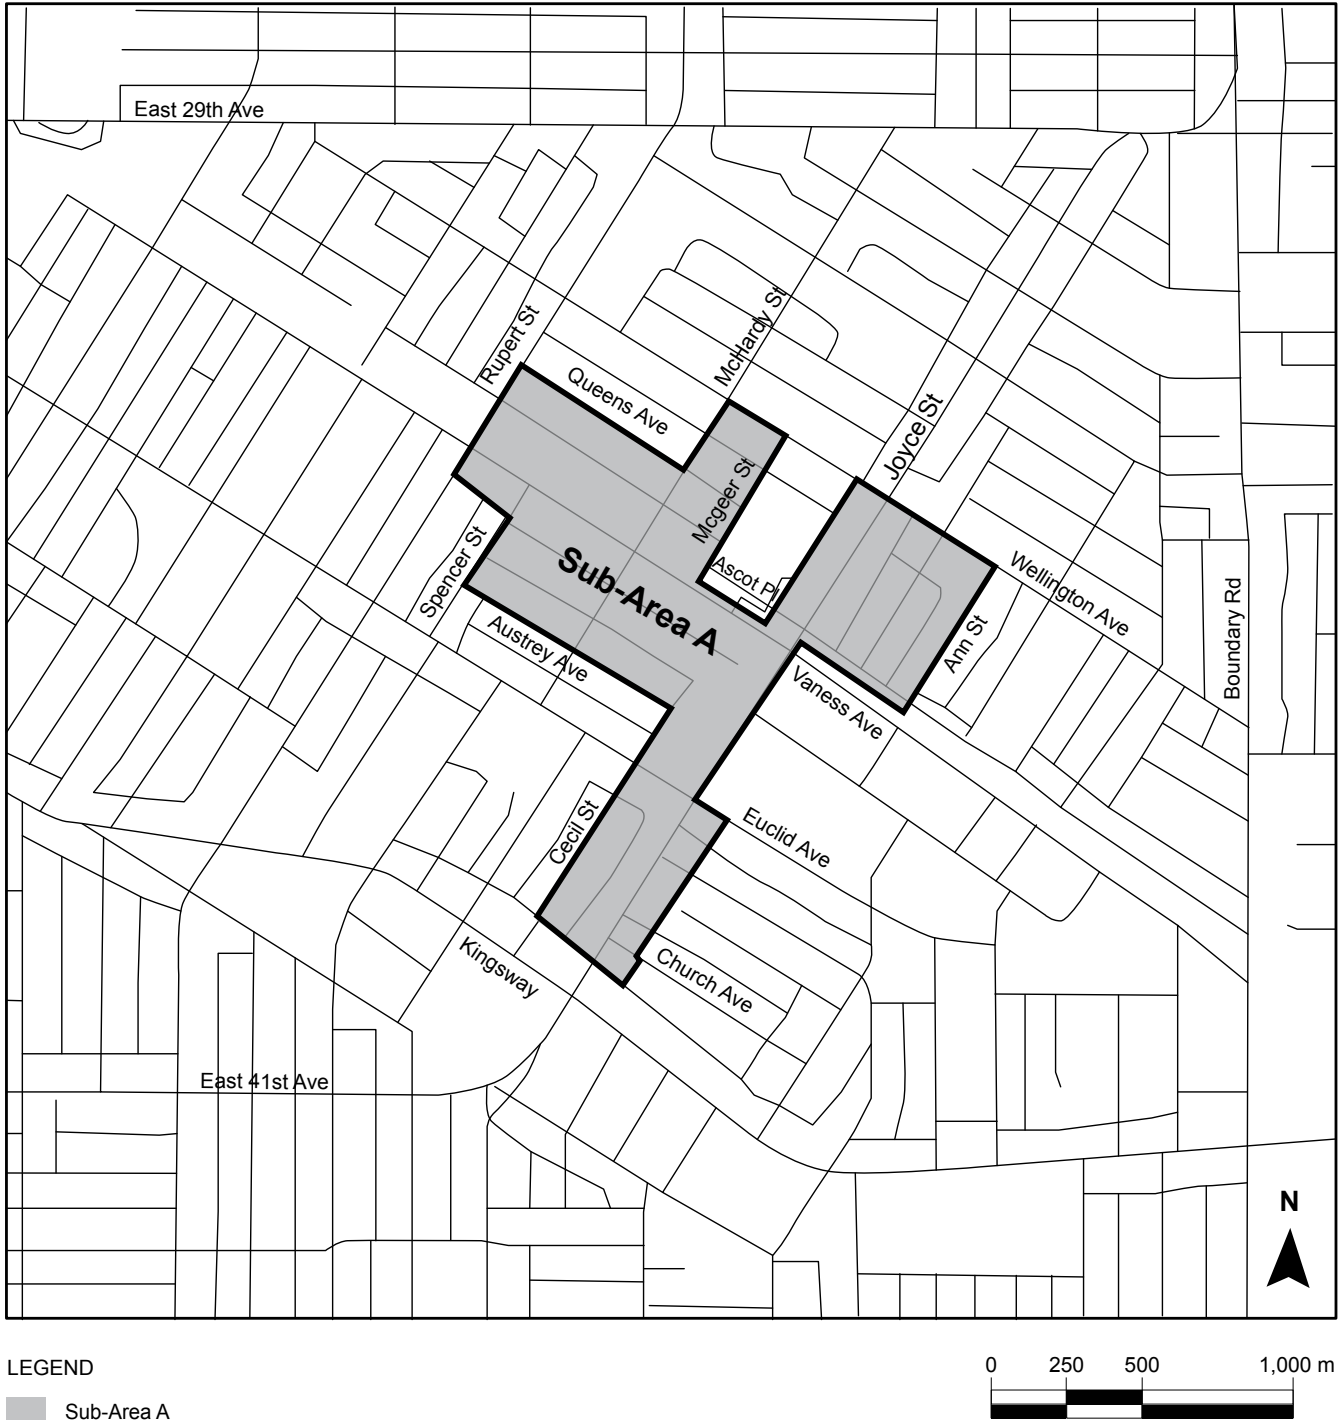 East 29th Ave
Rupert St
Queens Ave
McHardy St
Joyce St
Mcgeer St
Ascot Pl
Sub-Area A
Spencer St
Austrey Ave
Wellington Ave
Ann St
Boundary Rd
Vaness Ave
Cecil St
Euclid Ave
Kingsway
Church Ave
East 41st Ave
N
LEGEND
Sub-Area A
0 250 500 1,000 m